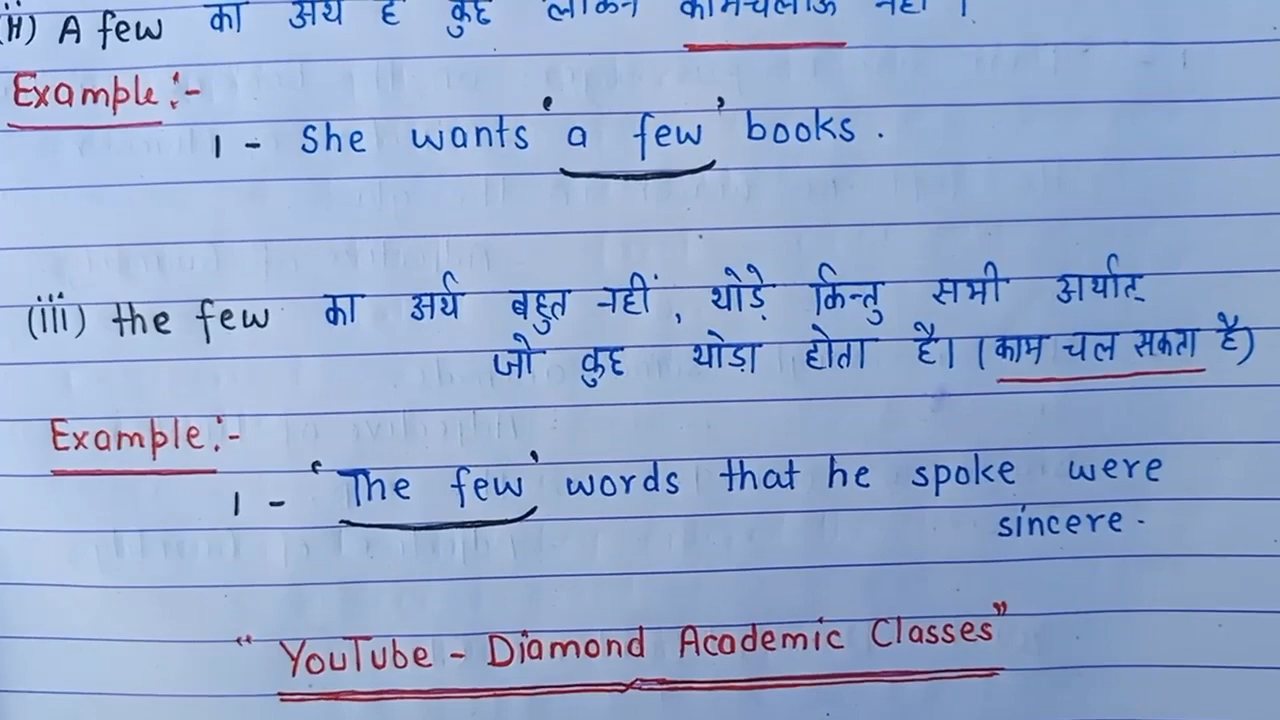 (ii) A few का अर्थ है कुछ लेकिन कामचलाऊ नहीं ।
Example :-
1 - She wants 'a few' books .
(iii) the few का अर्थ बहुत नहीं , थोड़े किन्तु सभी अर्थात्
जो कुछ थोड़ा होता है। (काम चल सकता है)
Example :-
1 - 'The few' words that he spoke were
sincere .
" YouTube - Diamond Academic Classes "